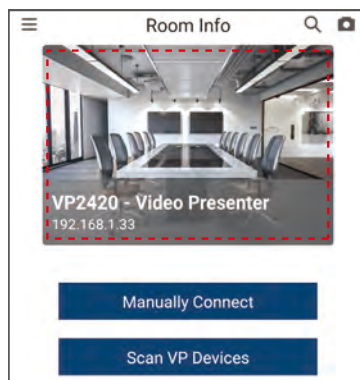 Room Info
VP2420 - Video Presenter
192.168.1.33
Manually Connect
Scan VP Devices